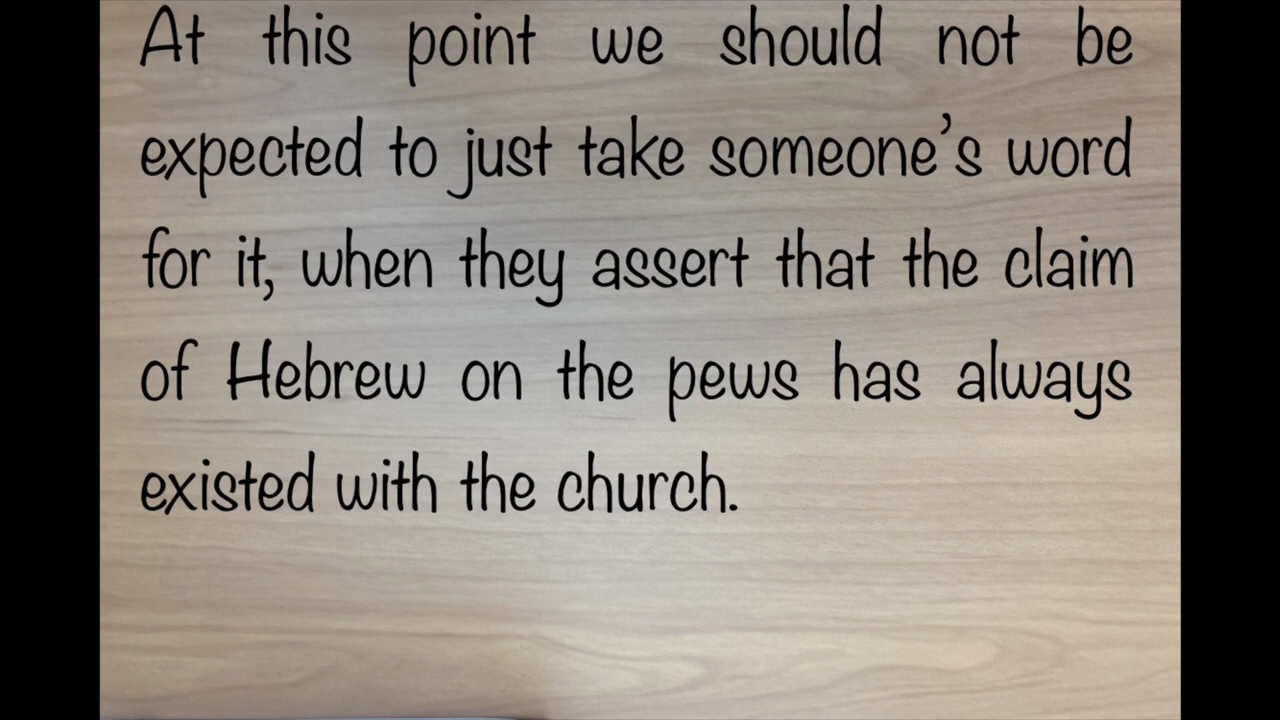 At this point we should not be
expected to just take someone's word
for it, when they assert that the claim
of Hebrew on the pews has always
existed with the church.